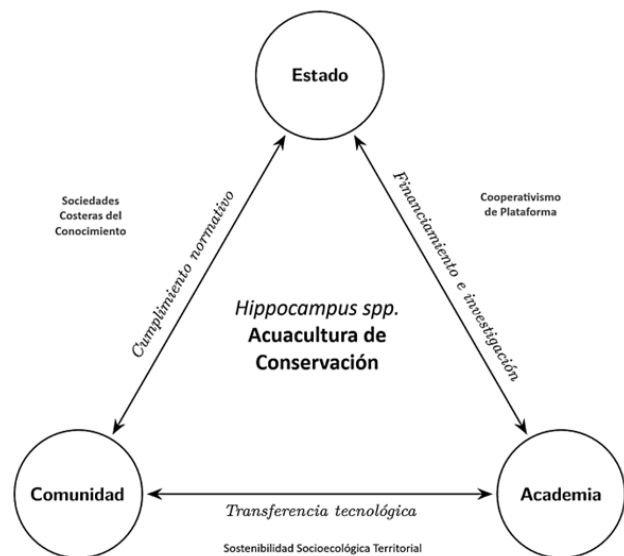 Estado
Sociedades
Costeras del
Conocimiento
Cumplimiento normativo
Financiamiento e investigación
Cooperativismo
de Plataforma
Hippocampus spp.
Acuacultura de
Conservación
Comunidad
Academia
Transferencia tecnológica
Sostenibilidad Socioecológica Territorial